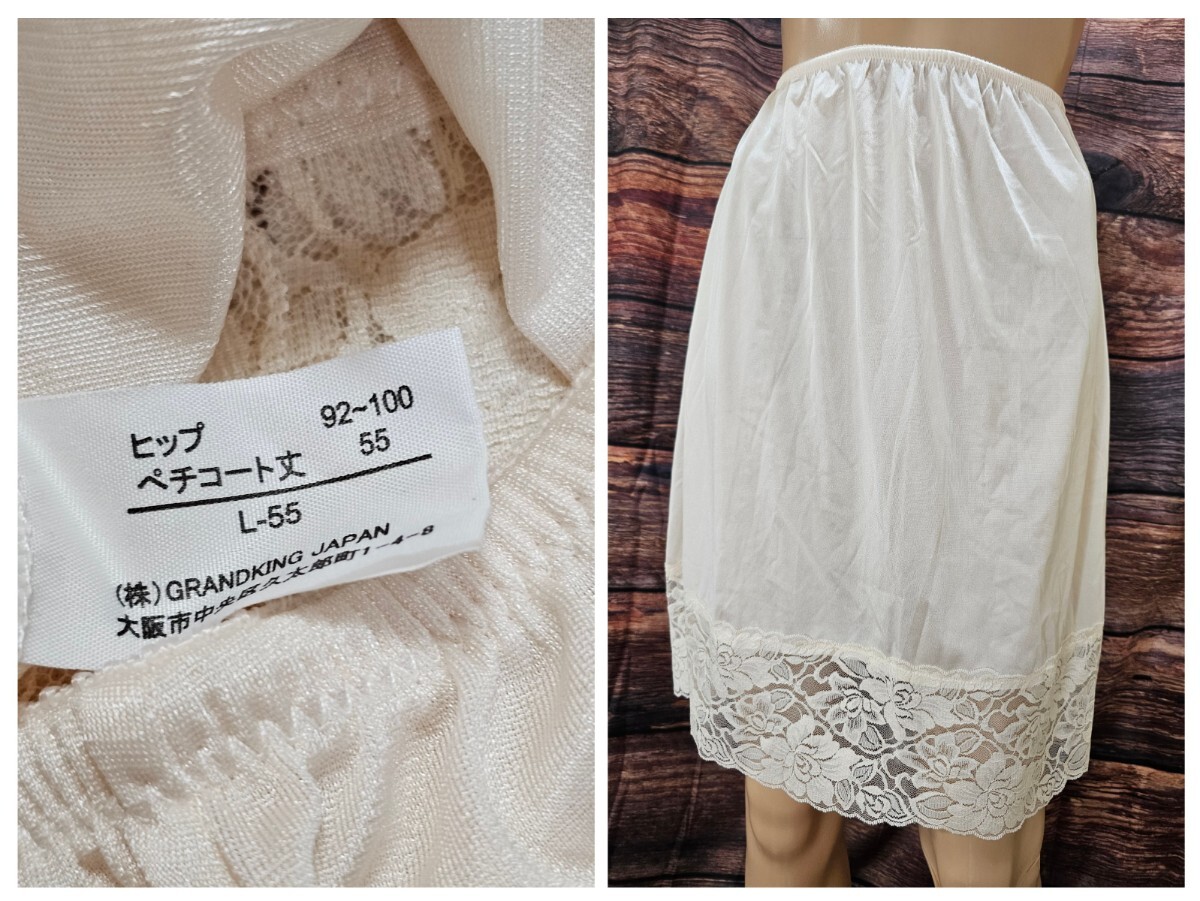 ヒップ 92~100
ペチコート丈 55
L-55
(株)GRANDKING JAPAN
大阪市中央区久太郎町1-4-8